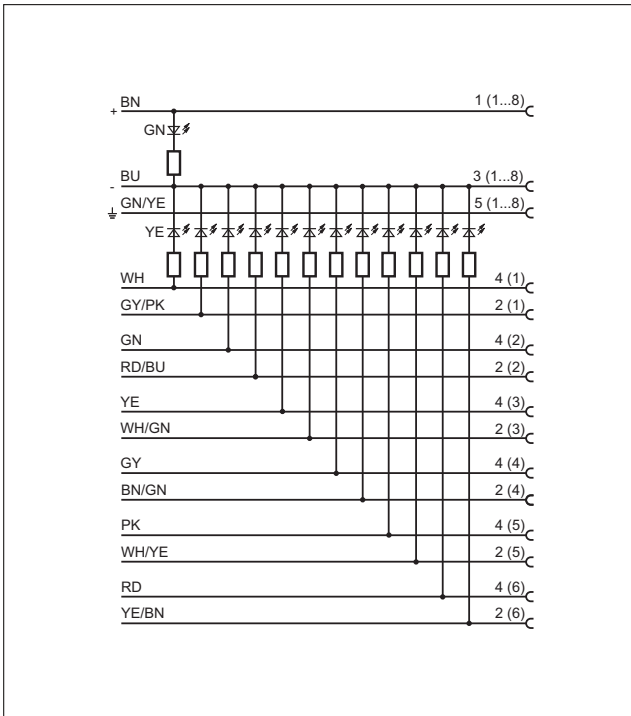 BN 1 (1...8)
+
GN
BU 3 (1...8)
-
GN/YE 5 (1...8)
YE
WH 4 (1)
GY/PK 2 (1)
GN 4 (2)
RD/BU 2 (2)
YE 4 (3)
WH/GN 2 (3)
GY 4 (4)
BN/GN 2 (4)
PK 4 (5)
WH/YE 2 (5)
RD 4 (6)
YE/BN 2 (6)